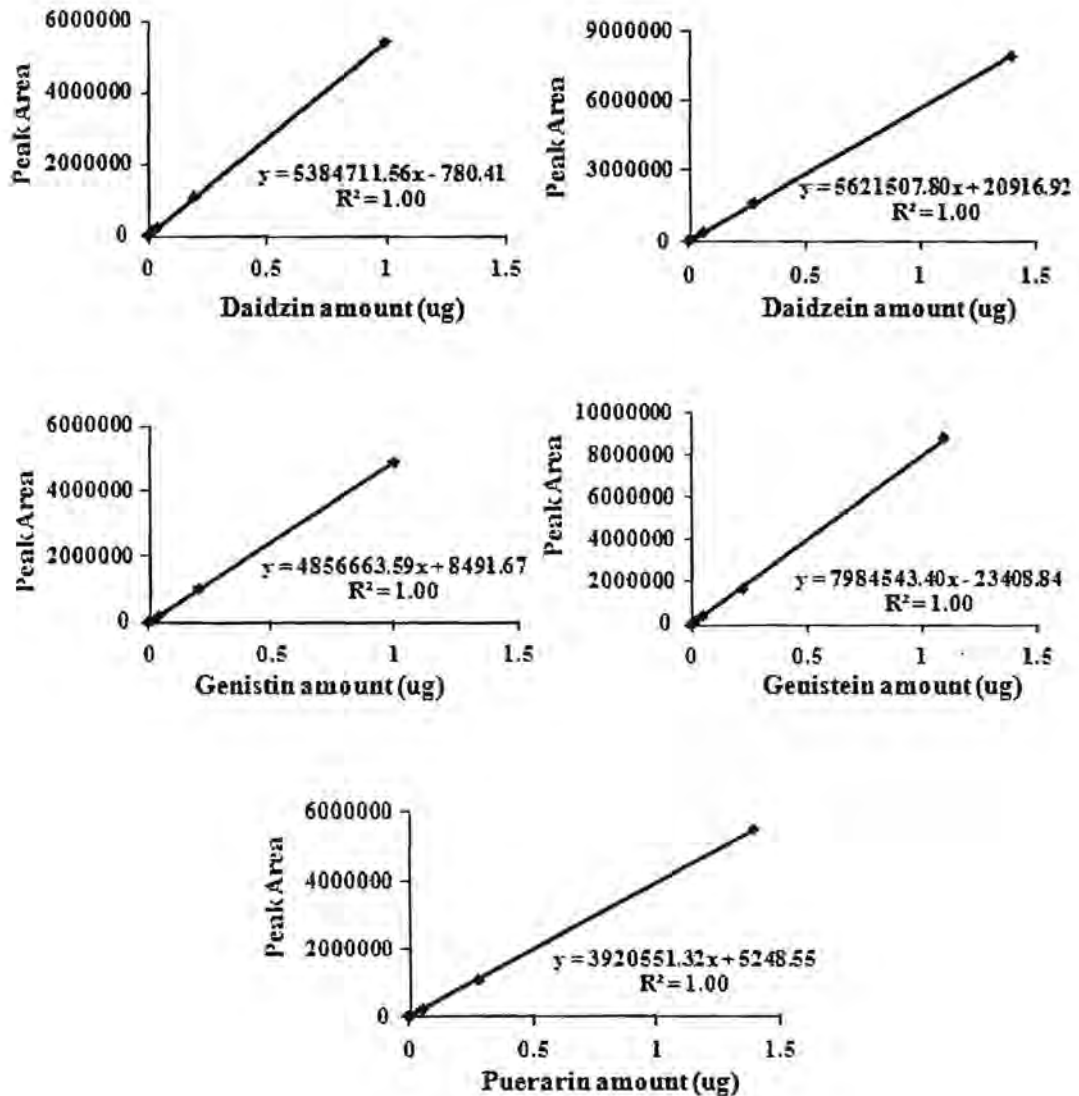 6000000
4000000
2000000
0
Peak Area
y = 5384711.56x - 780.41
R² = 1.00
0 0.5 1 1.5
Daidzin amount (ug)
9000000
6000000
3000000
0
Peak Area
y = 5621507.80x + 20916.92
R² = 1.00
0 0.5 1 1.5
Daidzein amount (ug)
6000000
4000000
2000000
0
Peak Area
y = 4856663.59x + 8491.67
R² = 1.00
0 0.5 1 1.5
Genistin amount (ug)
10000000
8000000
6000000
4000000
2000000
0
Peak Area
y = 7984543.40x - 23408.84
R² = 1.00
0 0.5 1 1.5
Genistein amount (ug)
6000000
4000000
2000000
0
Peak Area
y = 3920551.32x + 5248.55
R² = 1.00
0 0.5 1 1.5
Puerarin amount (ug)